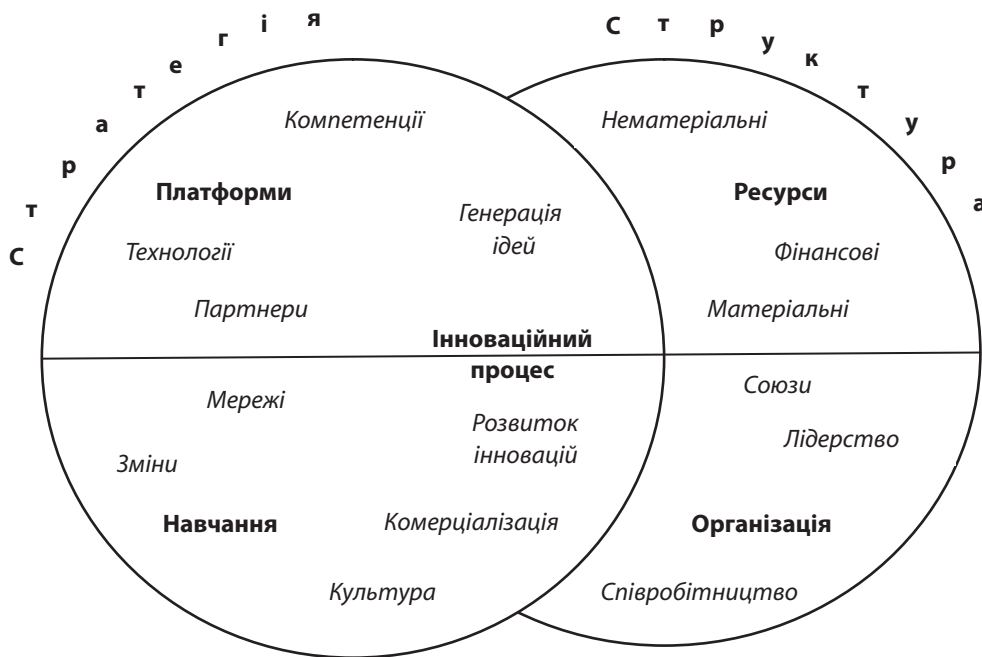 Стратегія
Структура
Компетенції
Нематеріальні
Платформи
Ресурси
Генерація
ідей
Технології
Фінансові
Партнери
Матеріальні
Інноваційний
процес
Союзи
Мережі
Розвиток
інновацій
Лідерство
Зміни
Навчання
Комерціалізація
Організація
Культура
Співробітництво